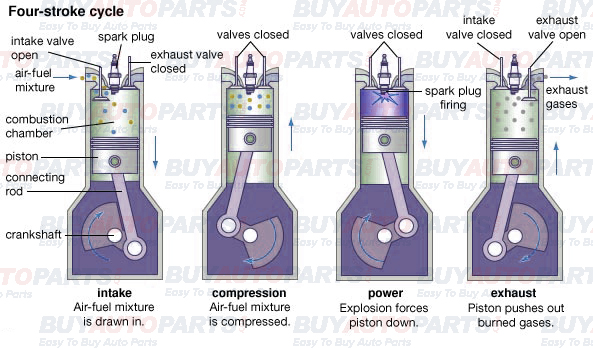 Four-stroke cycle
intake valve
open
air-fuel
mixture
spark plug
exhaust valve
closed
combustion
chamber
piston
connecting
rod
crankshaft
valves closed
valves closed
spark plug
firing
intake
valve closed
exhaust
valve open
exhaust
gases
intake
Air-fuel mixture
is drawn in.
compression
Air-fuel mixture
is compressed.
power
Explosion forces
piston down.
exhaust
Piston pushes out
burned gases.
BUYAUTOPARTS
Easy To Buy Auto Parts